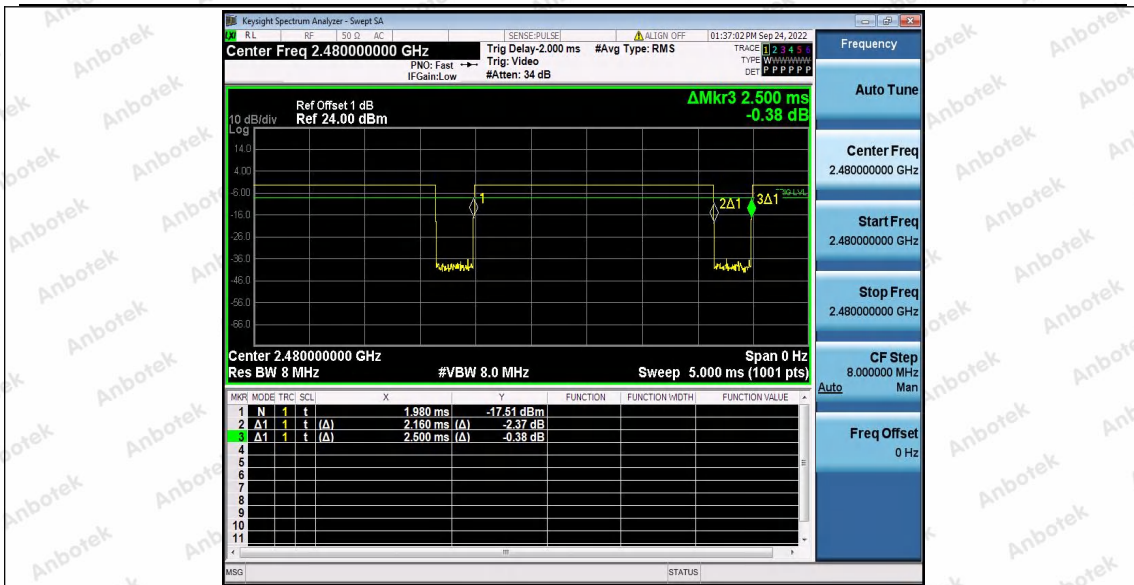 Keysight Spectrum Analyzer - Swept SA
LXI RL RF 50 Ω AC SENSE:PULSE ALIGN OFF 01:37:02 PM Sep 24, 2022
Center Freq 2.480000000 GHz
Trig Delay-2.000 ms #Avg Type: RMS
TRACE 1 2 3 4 5 6
PNO: Fast Trig: Video
TYPE WWWWWW
IFGain:Low #Atten: 34 dB
DET P P P P P P
Frequency
Auto Tune
Center Freq
2.480000000 GHz
Start Freq
2.480000000 GHz
Stop Freq
2.480000000 GHz
CF Step
8.000000 MHz
Auto Man
Freq Offset
0 Hz
ΔMkr3 2.500 ms
-0.38 dB
Ref Offset 1 dB
10 dB/div Ref 24.00 dBm
Log
14.0
4.00
-6.00
-16.0
-26.0
-36.0
-46.0
-56.0
-66.0
TRIG LVL
1
2Δ1
3Δ1
Center 2.480000000 GHz Span 0 Hz
Res BW 8 MHz #VBW 8.0 MHz Sweep 5.000 ms (1001 pts)
MKR MODE TRC SCL X Y FUNCTION FUNCTION WIDTH FUNCTION VALUE
1 N 1 t 1.980 ms -17.51 dBm
2 Δ1 1 t (Δ) 2.160 ms (Δ) -2.37 dB
3 Δ1 1 t (Δ) 2.500 ms (Δ) -0.38 dB
4
5
6
7
8
9
10
11
MSG STATUS
Anbotek